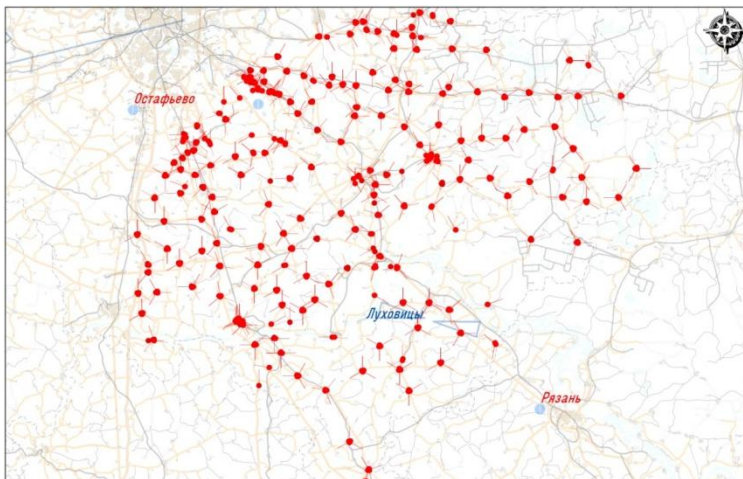 Остафьево
Луховицы
Рязань